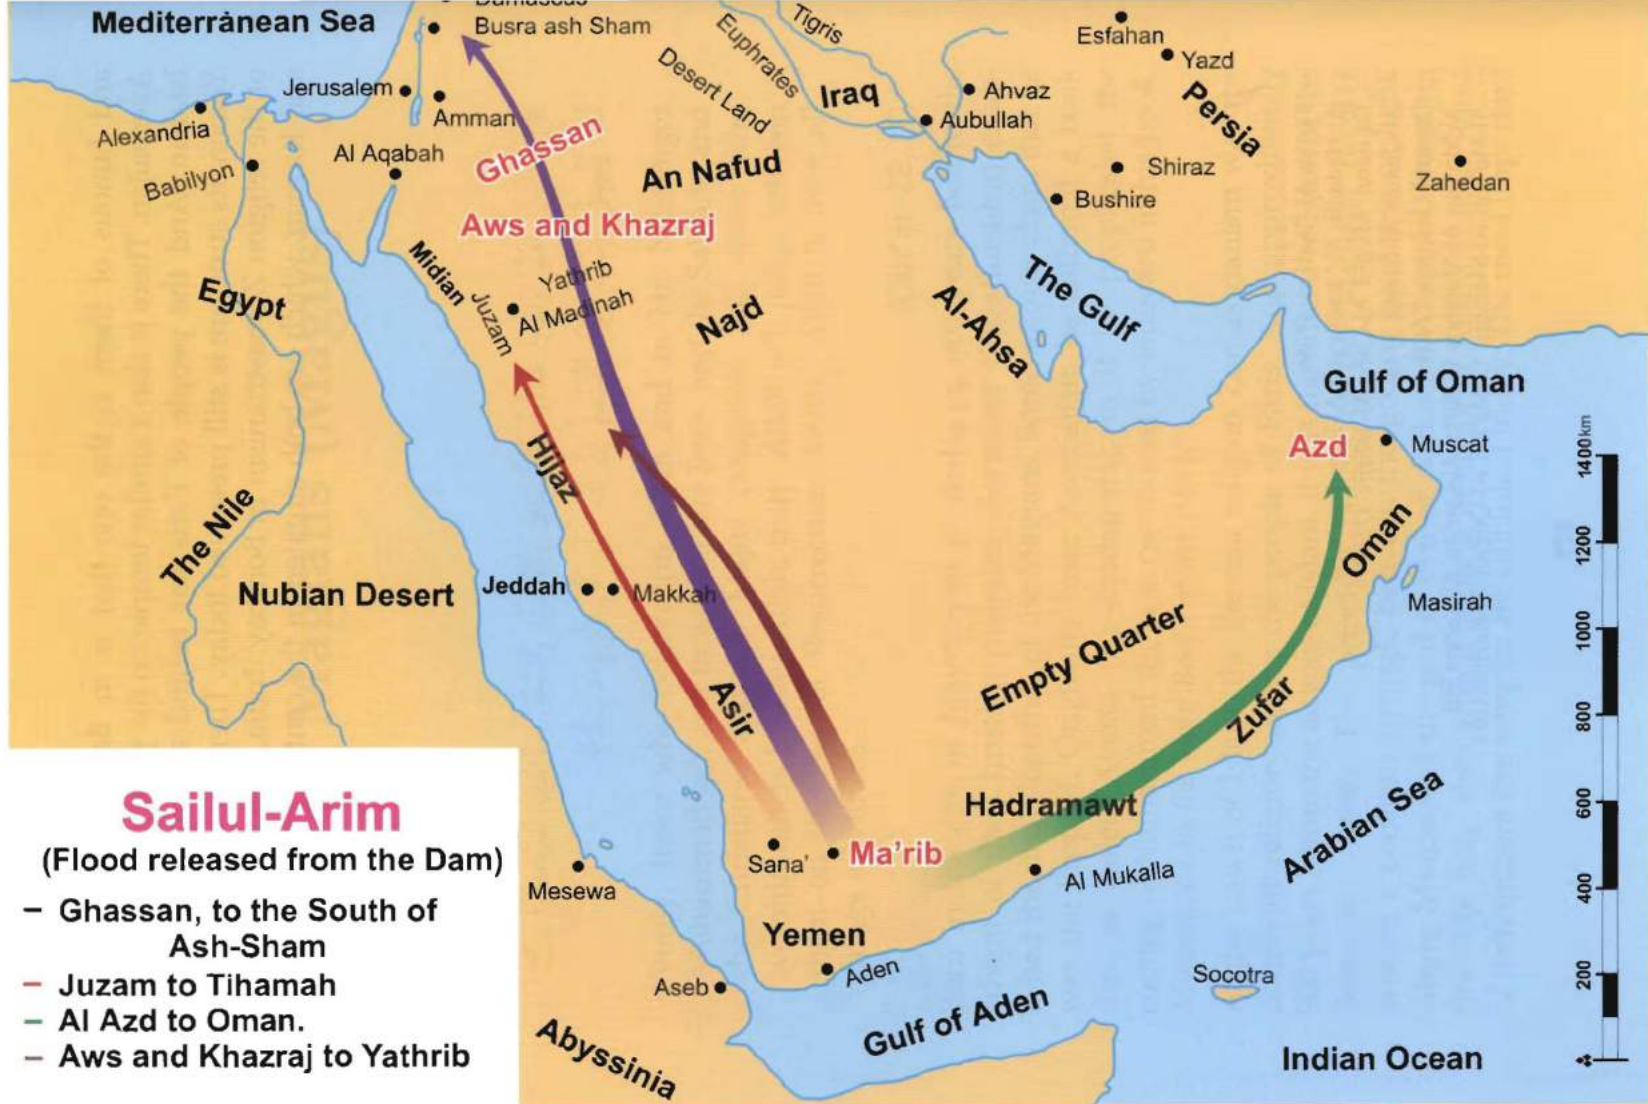 Damascus
Mediterranean Sea
Busra ash Sham
Tigris
Euphrates
Esfahan
Yazd
Desert Land
Iraq
Ahvaz
Persia
Jerusalem
Amman
Aubullah
Alexandria
Ghassan
Al Aqabah
An Nafud
Shiraz
Zahedan
Babilyon
Bushire
Aws and Khazraj
Midian
Yathrib
Al Madinah
Juzam
Egypt
Najd
Al-Ahsa
The Gulf
Gulf of Oman
Hijaz
Azd
Muscat
The Nile
Oman
Nubian Desert
Jeddah
Makkah
Masirah
Empty Quarter
Asir
Zufar
Hadramawt
Arabian Sea
Sana'
Ma'rib
Al Mukalla
Mesewa
Yemen
Aden
Aseb
Socotra
Gulf of Aden
Abyssinia
Indian Ocean
1400km
1200
1000
800
600
400
200
Sailul-Arim
(Flood released from the Dam)
– Ghassan, to the South of
Ash-Sham
– Juzam to Tihamah
– Al Azd to Oman.
– Aws and Khazraj to Yathrib